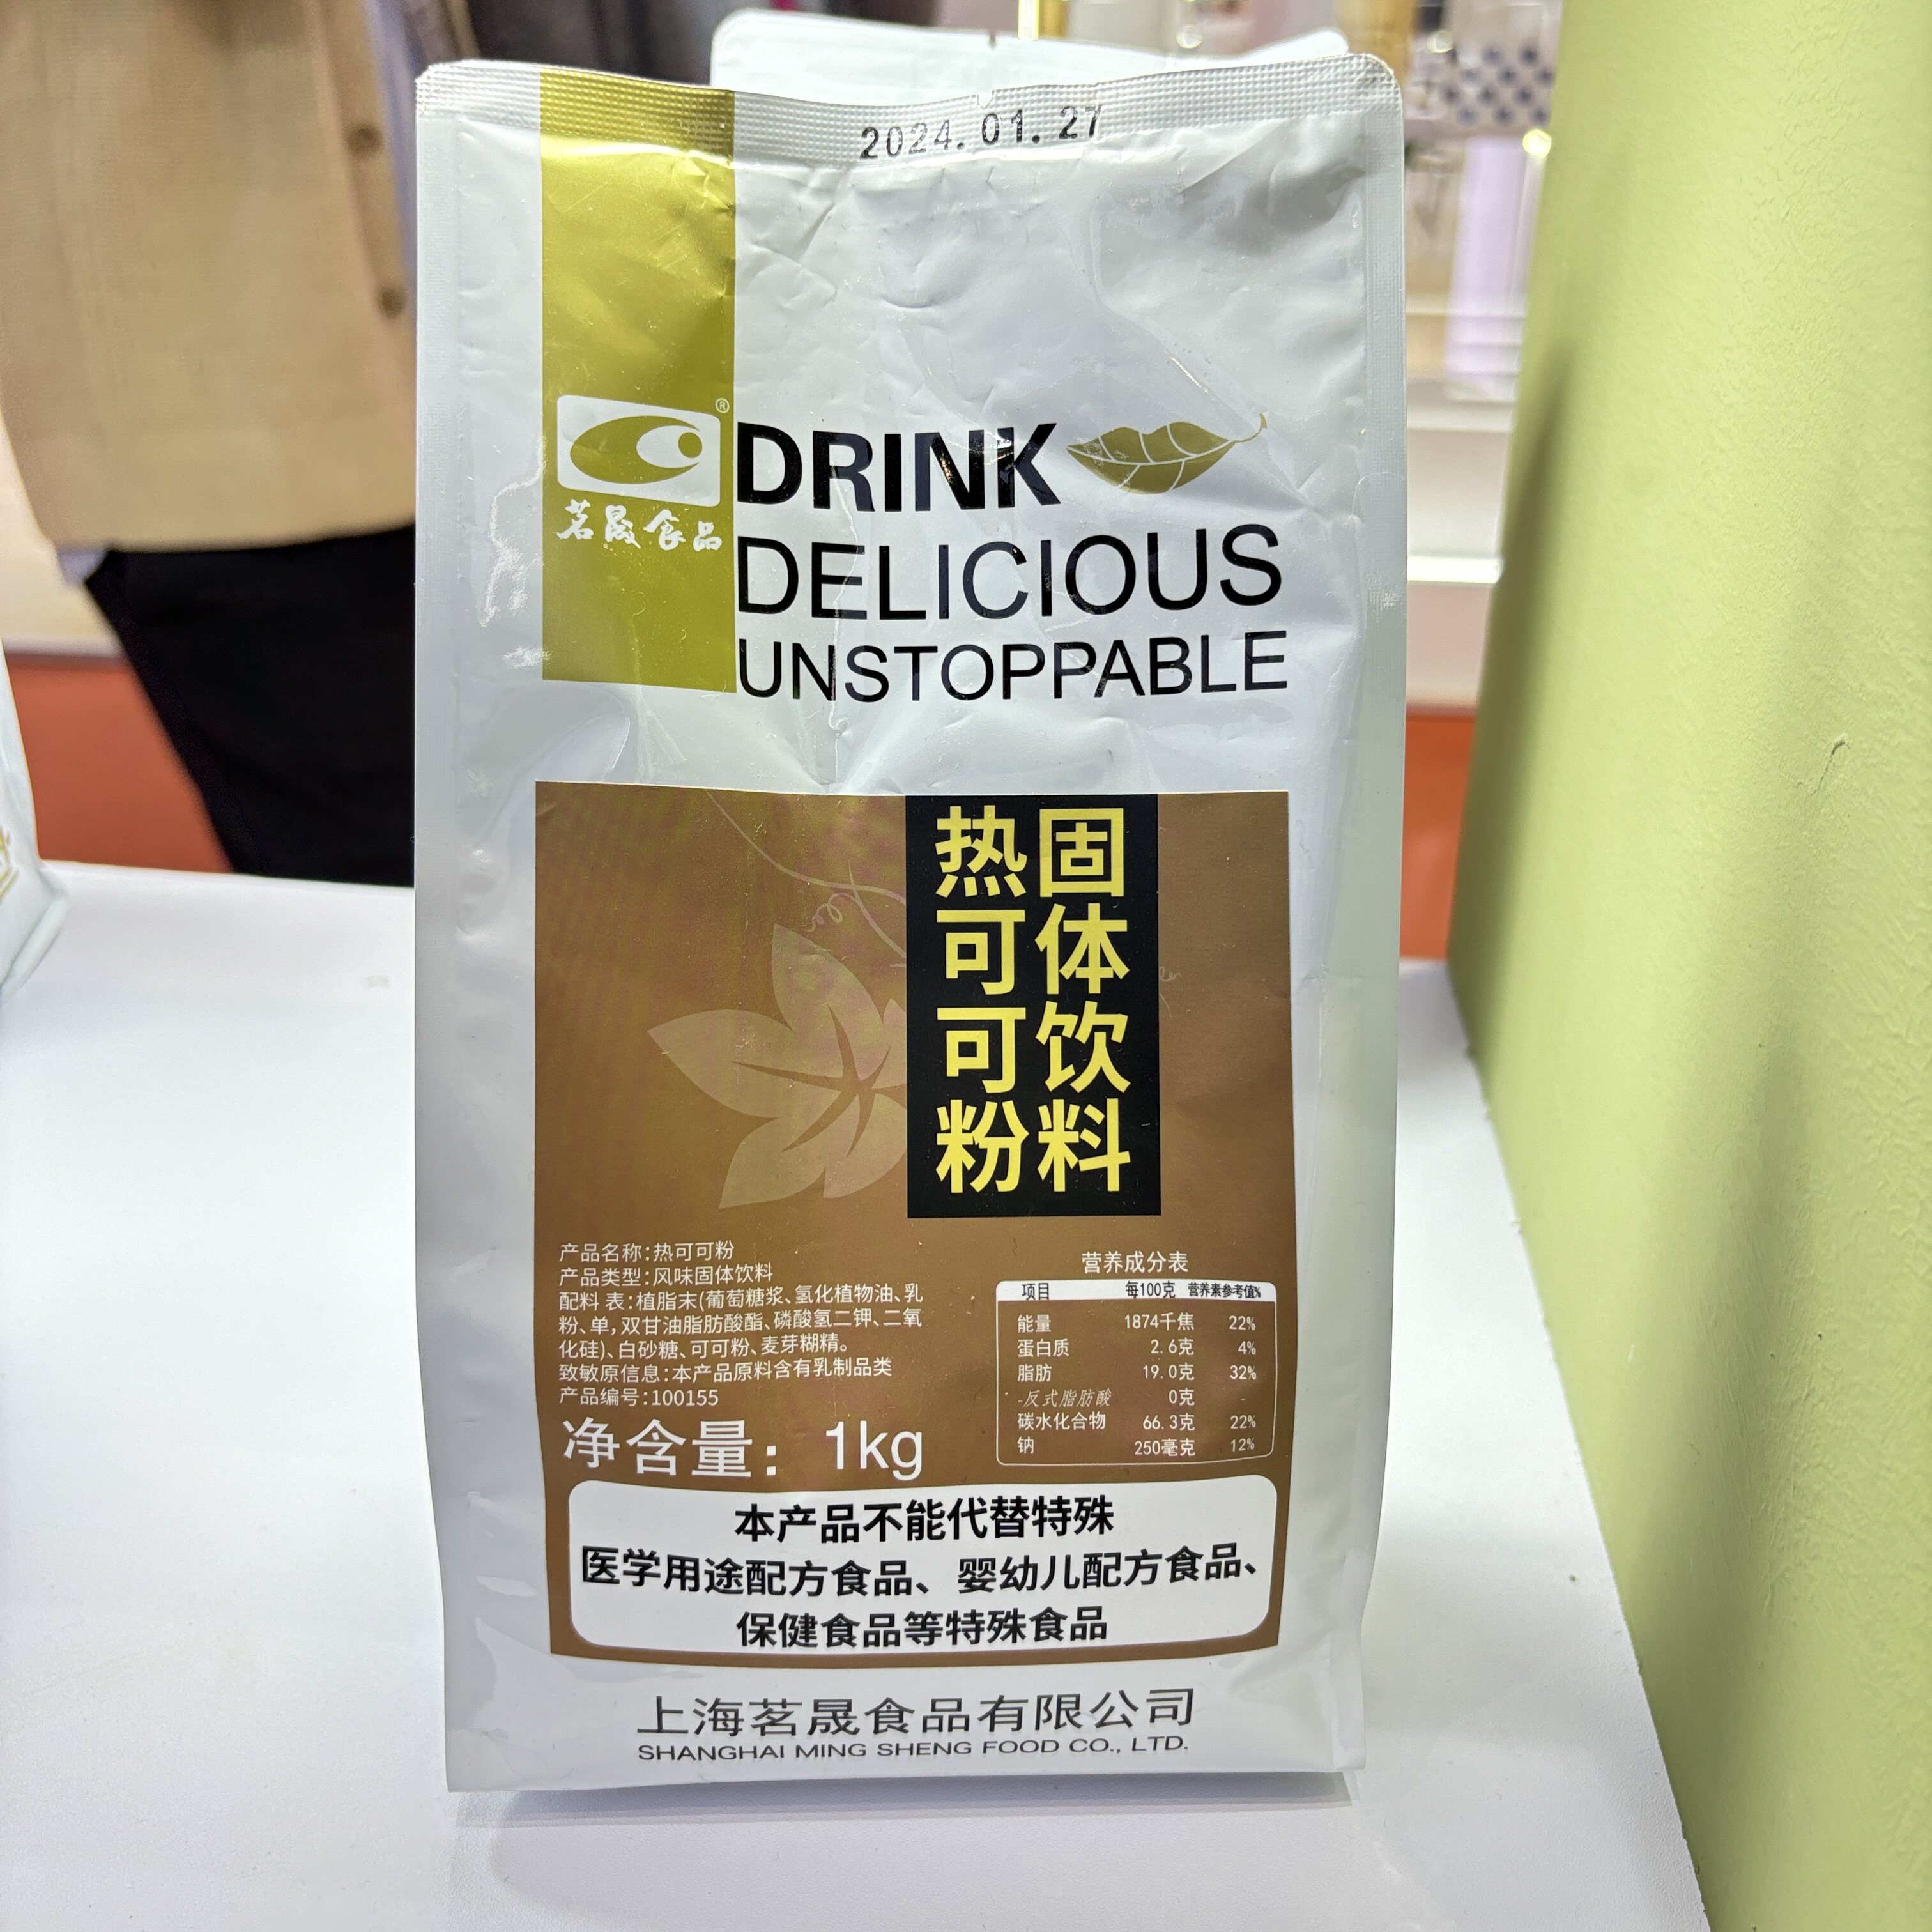 2024.01.27
®
茗晟食品
DRINK
DELICIOUS
UNSTOPPABLE
固体饮料
热可可粉
产品名称:热可可粉
产品类型:风味固体饮料
配料 表:植脂末(葡萄糖浆、氢化植物油、乳
粉、单,双甘油脂肪酸酯、磷酸氢二钾、二氧
化硅)、白砂糖、可可粉、麦芽糊精。
致敏原信息:本产品原料含有乳制品类
产品编号:100155
净含量: 1kg
营养成分表
项目 每100克 营养素参考值%
能量 1874千焦 22%
蛋白质 2.6克 4%
脂肪 19.0克 32%
-反式脂肪酸 0克 -
碳水化合物 66.3克 22%
钠 250毫克 12%
本产品不能代替特殊
医学用途配方食品、婴幼儿配方食品、
保健食品等特殊食品
上海茗晟食品有限公司
SHANGHAI MING SHENG FOOD CO., LTD.